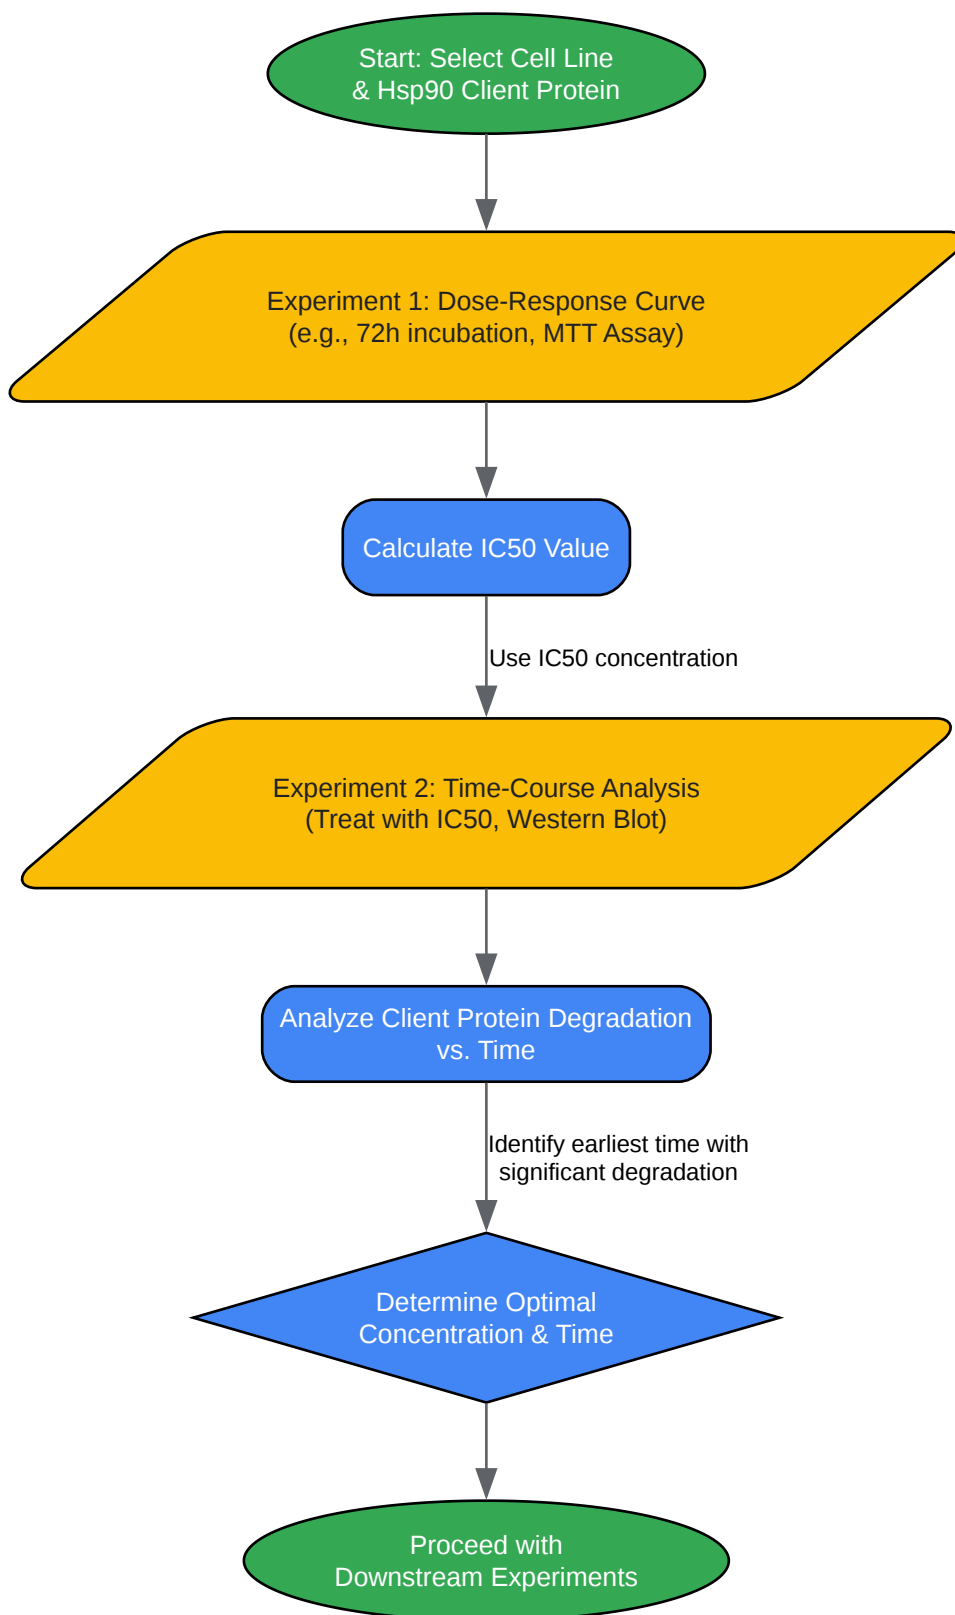 Start: Select Cell Line
& Hsp90 Client Protein
Experiment 1: Dose-Response Curve
(e.g., 72h incubation, MTT Assay)
Calculate IC50 Value
Use IC50 concentration
Experiment 2: Time-Course Analysis
(Treat with IC50, Western Blot)
Analyze Client Protein Degradation
vs. Time
Identify earliest time with
significant degradation
Determine Optimal
Concentration & Time
Proceed with
Downstream Experiments